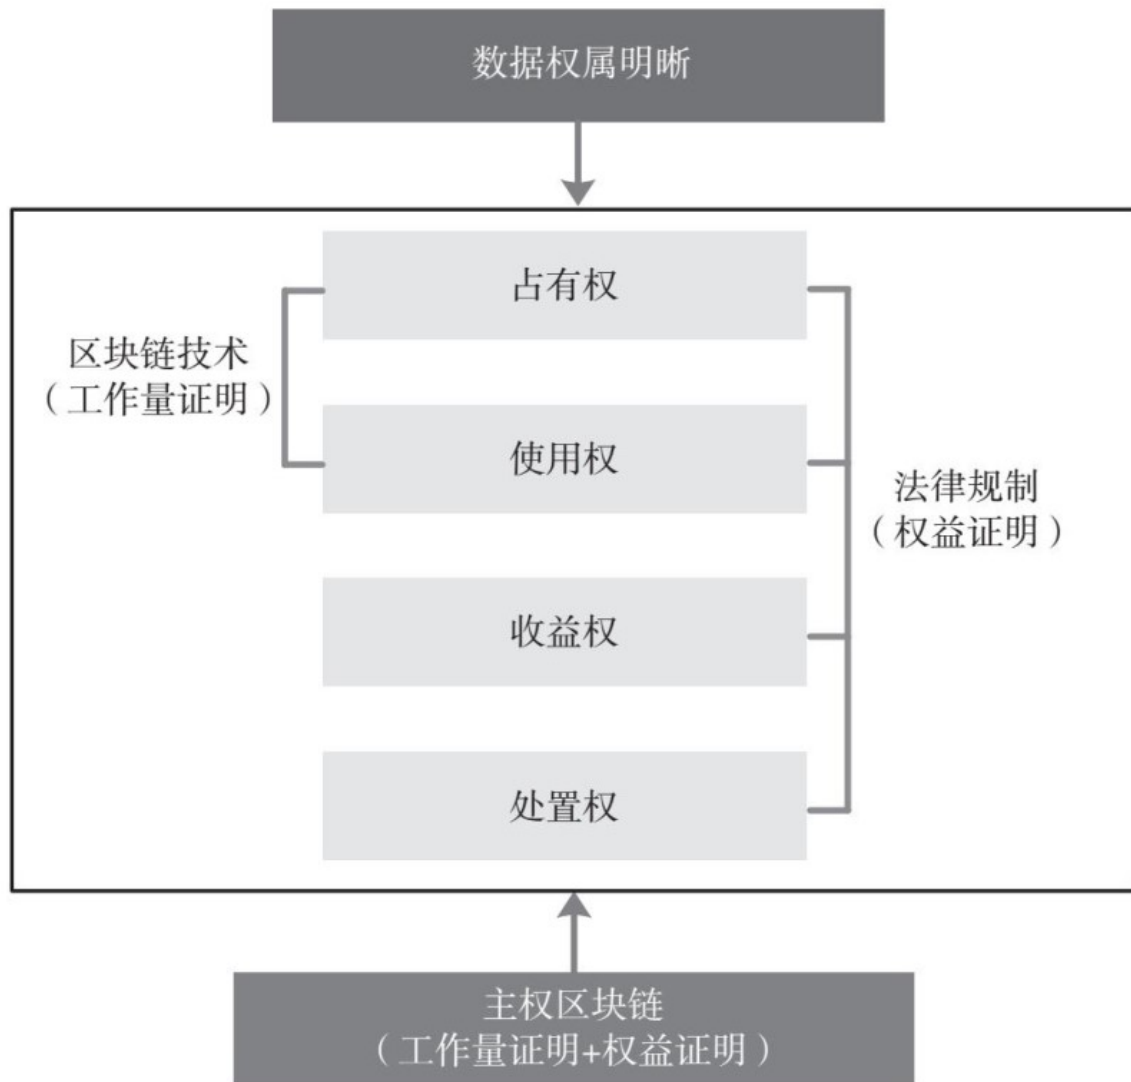 数据权属明晰
占有权
区块链技术
（工作量证明）
使用权
法律规制
（权益证明）
收益权
处置权
主权区块链
（工作量证明+权益证明）